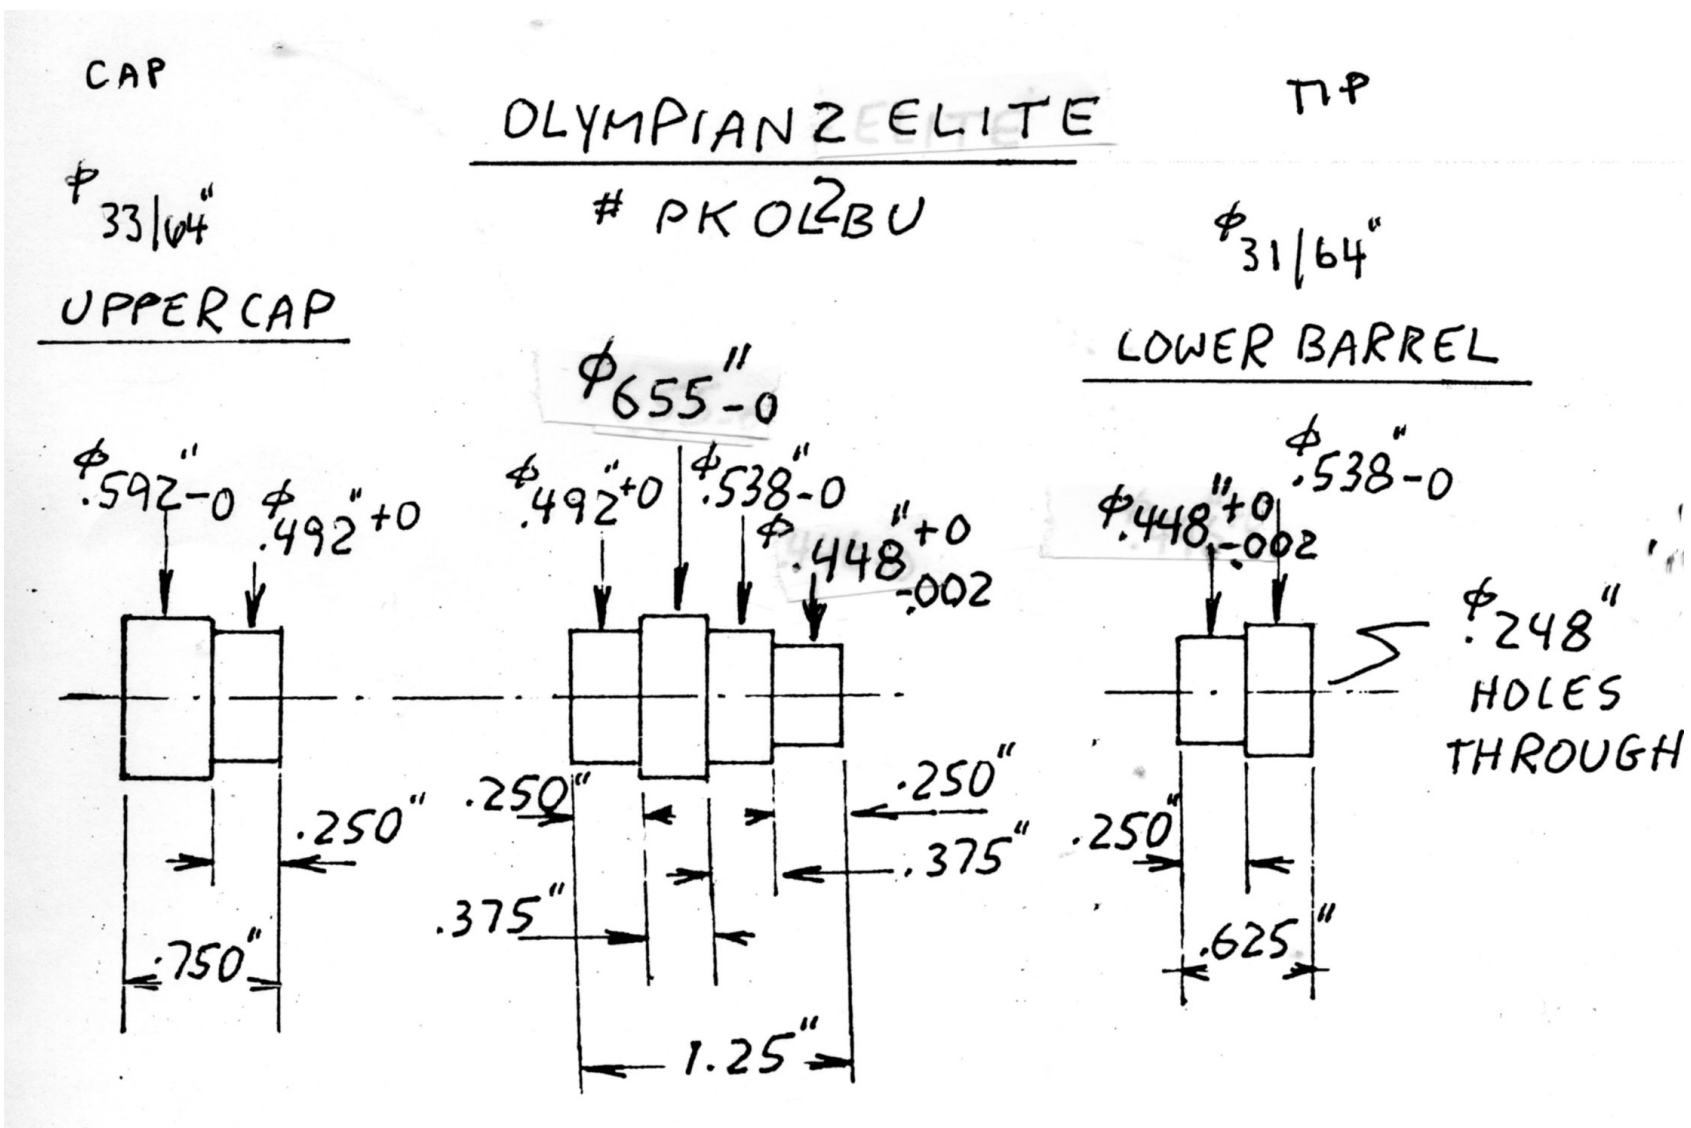 CAP
OLYMPIAN 2 ELITE
TIP
# PKOL2BU
φ 33/64"
φ 31/64"
UPPER CAP
LOWER BARREL
φ 655" -0
φ .592" -0
φ .492" +0
φ .492" +0
φ .538" -0
φ .448" +0
-.002
φ .448" +0
-.002
φ .538" -0
φ .248"
HOLES
THROUGH
.250"
.750"
.250"
.250"
.375"
.375"
1.25"
.250"
.625"